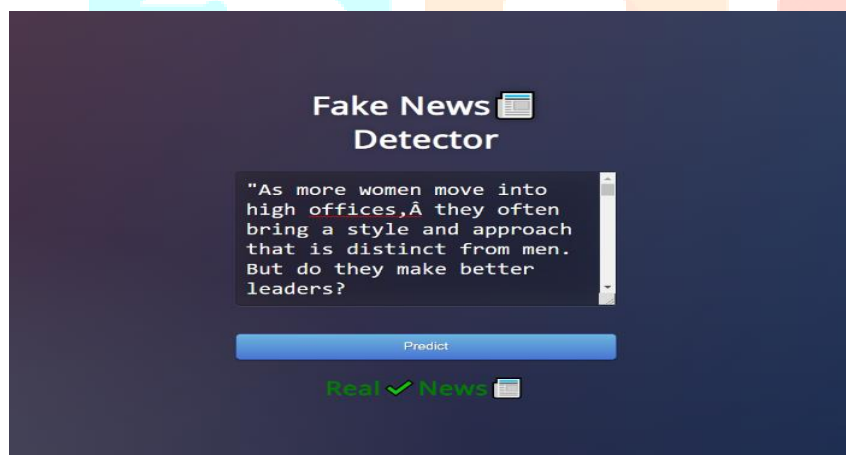 Fake News
Detector
"As more women move into
high offices,Â they often
bring a style and approach
that is distinct from men.
But do they make better
leaders?
Predict
Real ✔ News